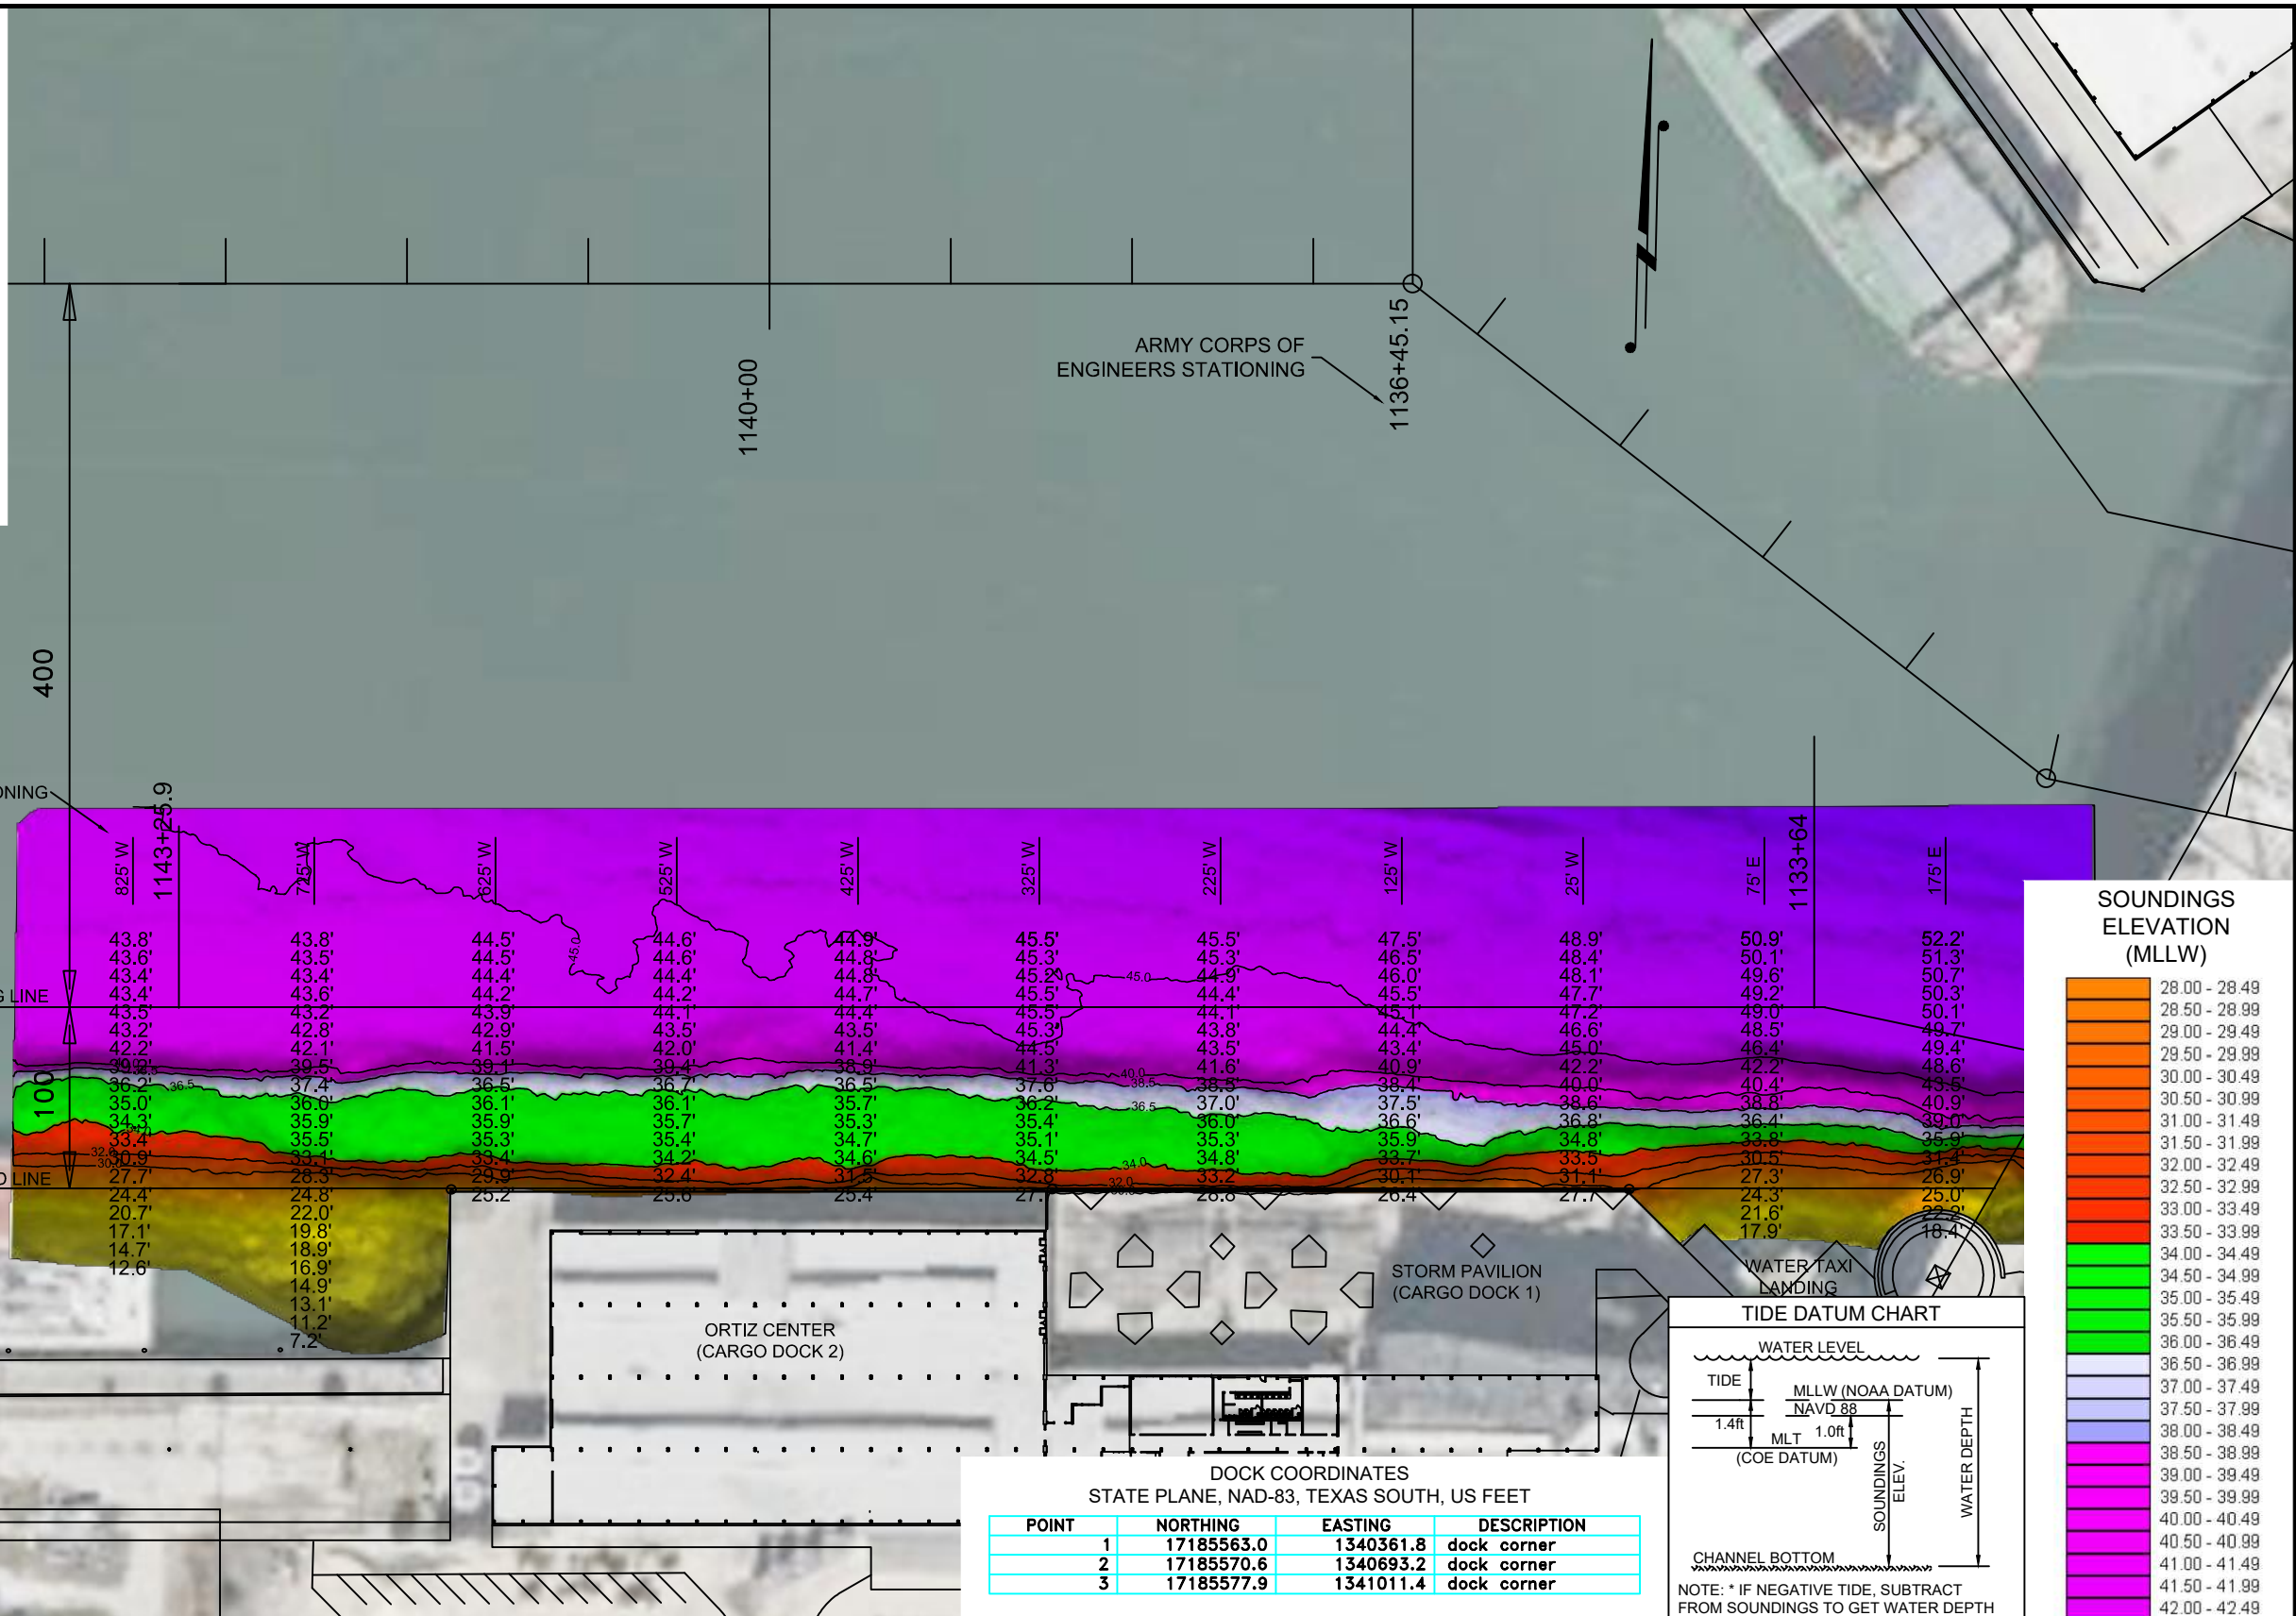 ARMY CORPS OF
ENGINEERS STATIONING
1136+45.15
1140+00
400
ONING
1143+25.9
1133+64
825' W
725' W
625' W
525' W
425' W
325' W
225' W
125' W
25' W
75' E
175' E
43.8' 43.8' 44.5' 44.6' 44.9' 45.5' 45.5' 47.5' 48.9' 50.9' 52.2'
43.6' 43.5' 44.5' 44.6' 44.8' 45.3' 45.3' 46.5' 48.4' 50.1' 51.3'
43.4' 43.4' 44.4' 44.4' 44.8' 45.2' 44.9' 46.0' 48.1' 49.6' 50.7'
43.4' 43.6' 44.2' 44.2' 44.7' 45.5' 44.4' 45.5' 47.7' 49.2' 50.3'
43.5' 43.2' 43.9' 44.1' 44.4' 45.5' 44.1' 45.1' 47.2' 49.0' 50.1'
43.2' 42.8' 42.9' 43.5' 43.5' 45.3' 43.8' 44.4' 46.6' 48.5' 49.7'
42.2' 42.1' 41.5' 42.0' 41.4' 44.5' 43.5' 43.4' 45.0' 46.4' 49.4'
39.5' 39.1' 39.4' 38.9' 41.3' 41.6' 40.9' 42.2' 42.2' 48.6'
36.2' 37.4' 36.5' 36.7' 36.5' 37.6' 38.5' 38.4' 40.0' 40.4' 43.5'
35.0' 36.0' 36.1' 36.1' 35.7' 36.2' 37.0' 37.5' 38.6' 38.8' 40.9'
34.3' 35.9' 35.9' 35.7' 35.3' 35.4' 36.0' 36.6' 36.8' 36.4' 39.0'
33.4' 35.5' 35.3' 35.4' 34.7' 35.1' 35.3' 35.9' 34.8' 33.8' 35.9'
30.9' 33.1' 33.4' 34.2' 34.6' 34.5' 34.8' 33.7' 33.5' 30.5' 31.4'
27.7' 28.3' 29.9' 32.4' 31.5' 32.8' 33.2' 30.1' 31.1' 27.3' 26.9'
24.4' 24.8' 25.2' 25.6' 25.4' 28.8' 26.4' 27.7' 24.3' 25.0'
20.7' 22.0' 21.6' 22.2'
17.1' 19.8' 17.9' 18.4'
14.7' 18.9'
12.6' 16.9'
14.9'
13.1'
11.2'
7.2'
45.0
45.0
40.0
38.5
36.5
36.5
34.0
32.0
G LINE
100
D LINE
ORTIZ CENTER
(CARGO DOCK 2)
STORM PAVILION
(CARGO DOCK 1)
WATER TAXI
LANDING
SOUNDINGS
ELEVATION
(MLLW)
28.00 - 28.49
28.50 - 28.99
29.00 - 29.49
29.50 - 29.99
30.00 - 30.49
30.50 - 30.99
31.00 - 31.49
31.50 - 31.99
32.00 - 32.49
32.50 - 32.99
33.00 - 33.49
33.50 - 33.99
34.00 - 34.49
34.50 - 34.99
35.00 - 35.49
35.50 - 35.99
36.00 - 36.49
36.50 - 36.99
37.00 - 37.49
37.50 - 37.99
38.00 - 38.49
38.50 - 38.99
39.00 - 39.49
39.50 - 39.99
40.00 - 40.49
40.50 - 40.99
41.00 - 41.49
41.50 - 41.99
42.00 - 42.49
TIDE DATUM CHART
WATER LEVEL
TIDE
MLLW (NOAA DATUM)
NAVD 88
1.4ft
1.0ft
MLT
(COE DATUM)
SOUNDINGS
ELEV.
WATER DEPTH
CHANNEL BOTTOM
NOTE: * IF NEGATIVE TIDE, SUBTRACT
FROM SOUNDINGS TO GET WATER DEPTH
DOCK COORDINATES
STATE PLANE, NAD-83, TEXAS SOUTH, US FEET
POINT NORTHING EASTING DESCRIPTION
1 17185563.0 1340361.8 dock corner
2 17185570.6 1340693.2 dock corner
3 17185577.9 1341011.4 dock corner